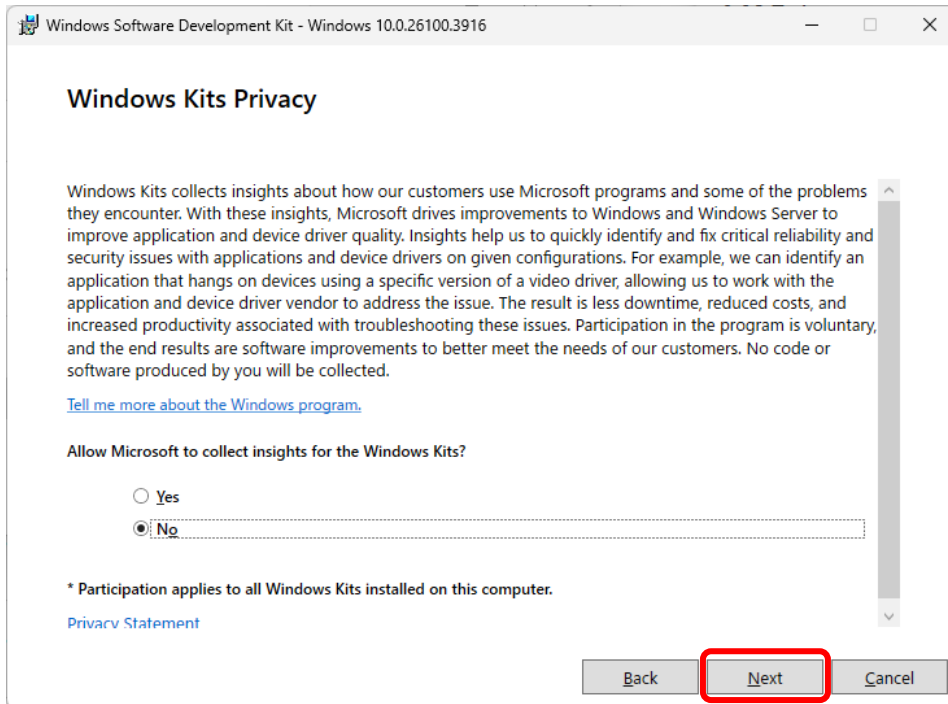 Windows Software Development Kit - Windows 10.0.26100.3916
Windows Kits Privacy
Windows Kits collects insights about how our customers use Microsoft programs and some of the problems
they encounter. With these insights, Microsoft drives improvements to Windows and Windows Server to
improve application and device driver quality. Insights help us to quickly identify and fix critical reliability and
security issues with applications and device drivers on given configurations. For example, we can identify an
application that hangs on devices using a specific version of a video driver, allowing us to work with the
application and device driver vendor to address the issue. The result is less downtime, reduced costs, and
increased productivity associated with troubleshooting these issues. Participation in the program is voluntary,
and the end results are software improvements to better meet the needs of our customers. No code or
software produced by you will be collected.
Tell me more about the Windows program.
Allow Microsoft to collect insights for the Windows Kits?
Yes
No
* Participation applies to all Windows Kits installed on this computer.
Privacy Statement
Back Next Cancel